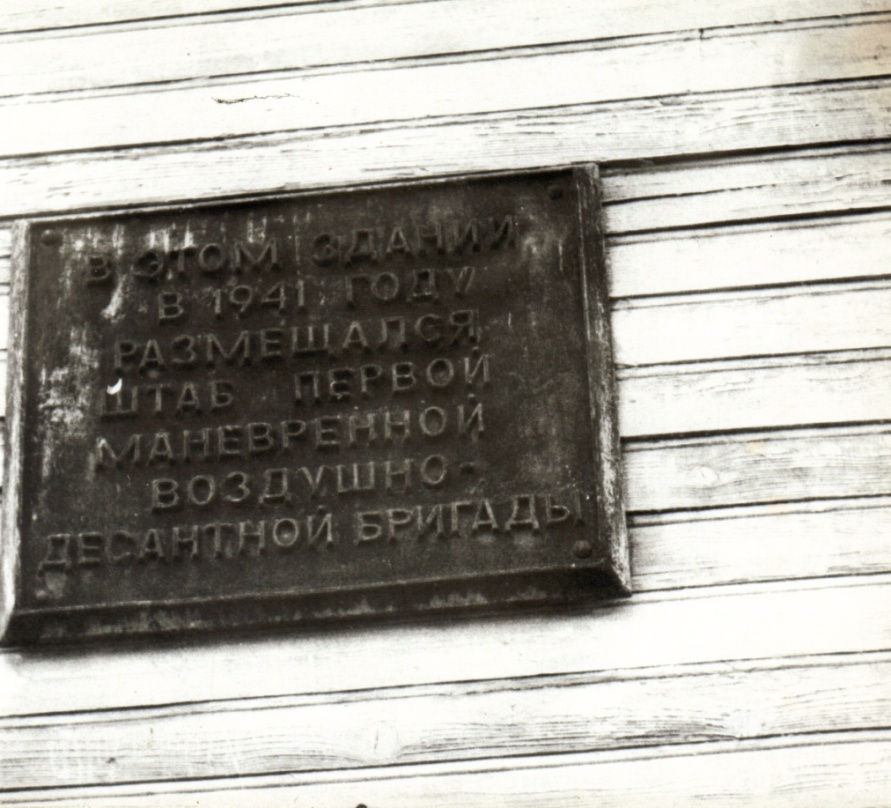 В ЭТОМ ЗДАНИИ
В 1941 ГОДУ
РАЗМЕЩАЛСЯ
ШТАБ ПЕРВОЙ
МАНЕВРЕННОЙ
ВОЗДУШНО-
ДЕСАНТНОЙ БРИГАДЫ